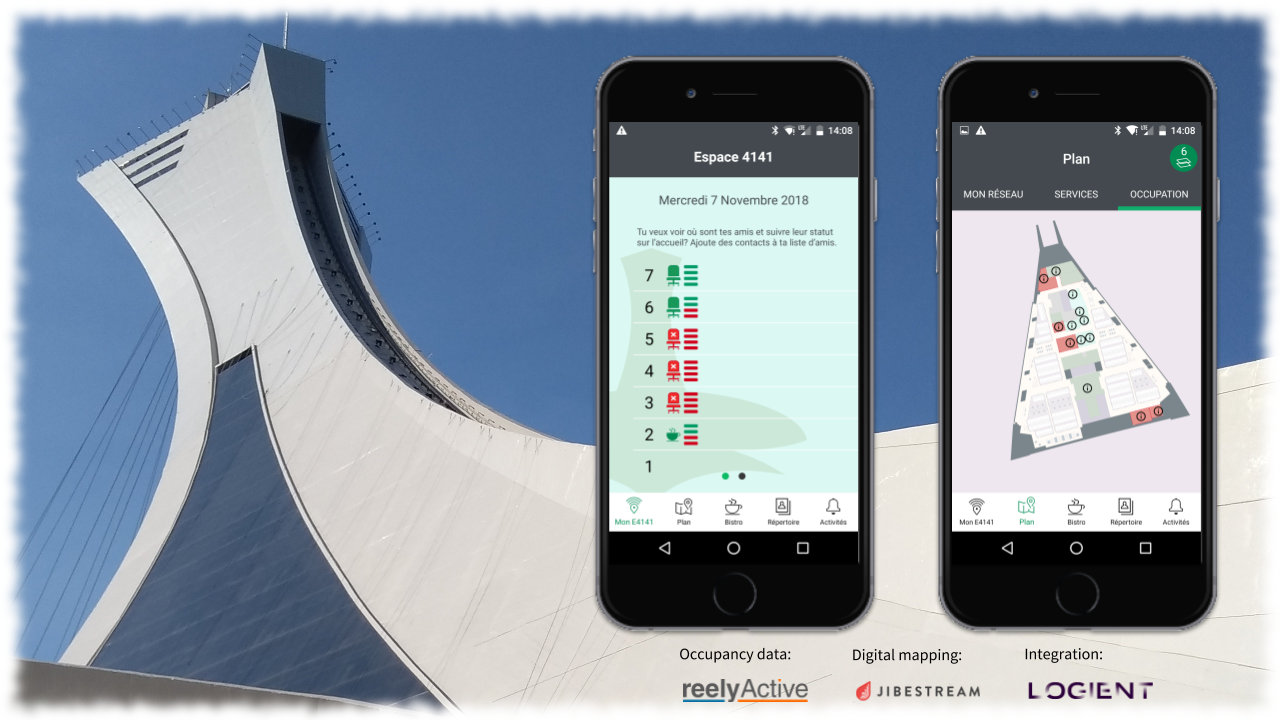 LTE 14:08
Espace 4141
Mercredi 7 Novembre 2018
Tu veux voir où sont tes amis et suivre leur statut
sur l'accueil? Ajoute des contacts à ta liste d'amis.
7
6
5
4
3
2
1
Mon E4141 Plan Bistro Répertoire Activités
LTE 14:08
Plan 6
MON RÉSEAU SERVICES OCCUPATION
Mon E4141 Plan Bistro Répertoire Activités
Occupancy data: Digital mapping: Integration:
reelyActive JIBESTREAM LOGIENT